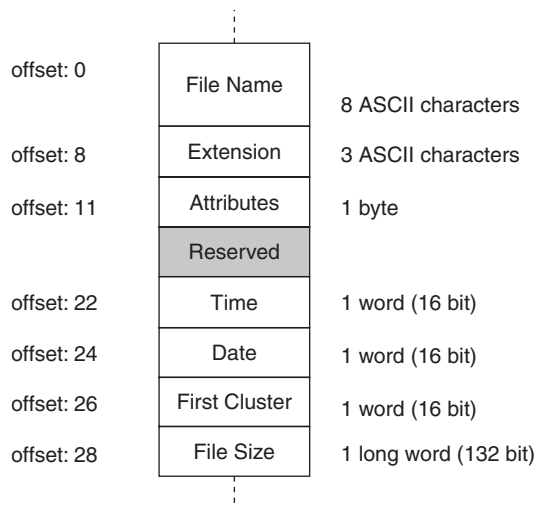 offset: 0
File Name
8 ASCII characters
offset: 8 Extension 3 ASCII characters
offset: 11 Attributes 1 byte
Reserved
offset: 22 Time 1 word (16 bit)
offset: 24 Date 1 word (16 bit)
offset: 26 First Cluster 1 word (16 bit)
offset: 28 File Size 1 long word (132 bit)